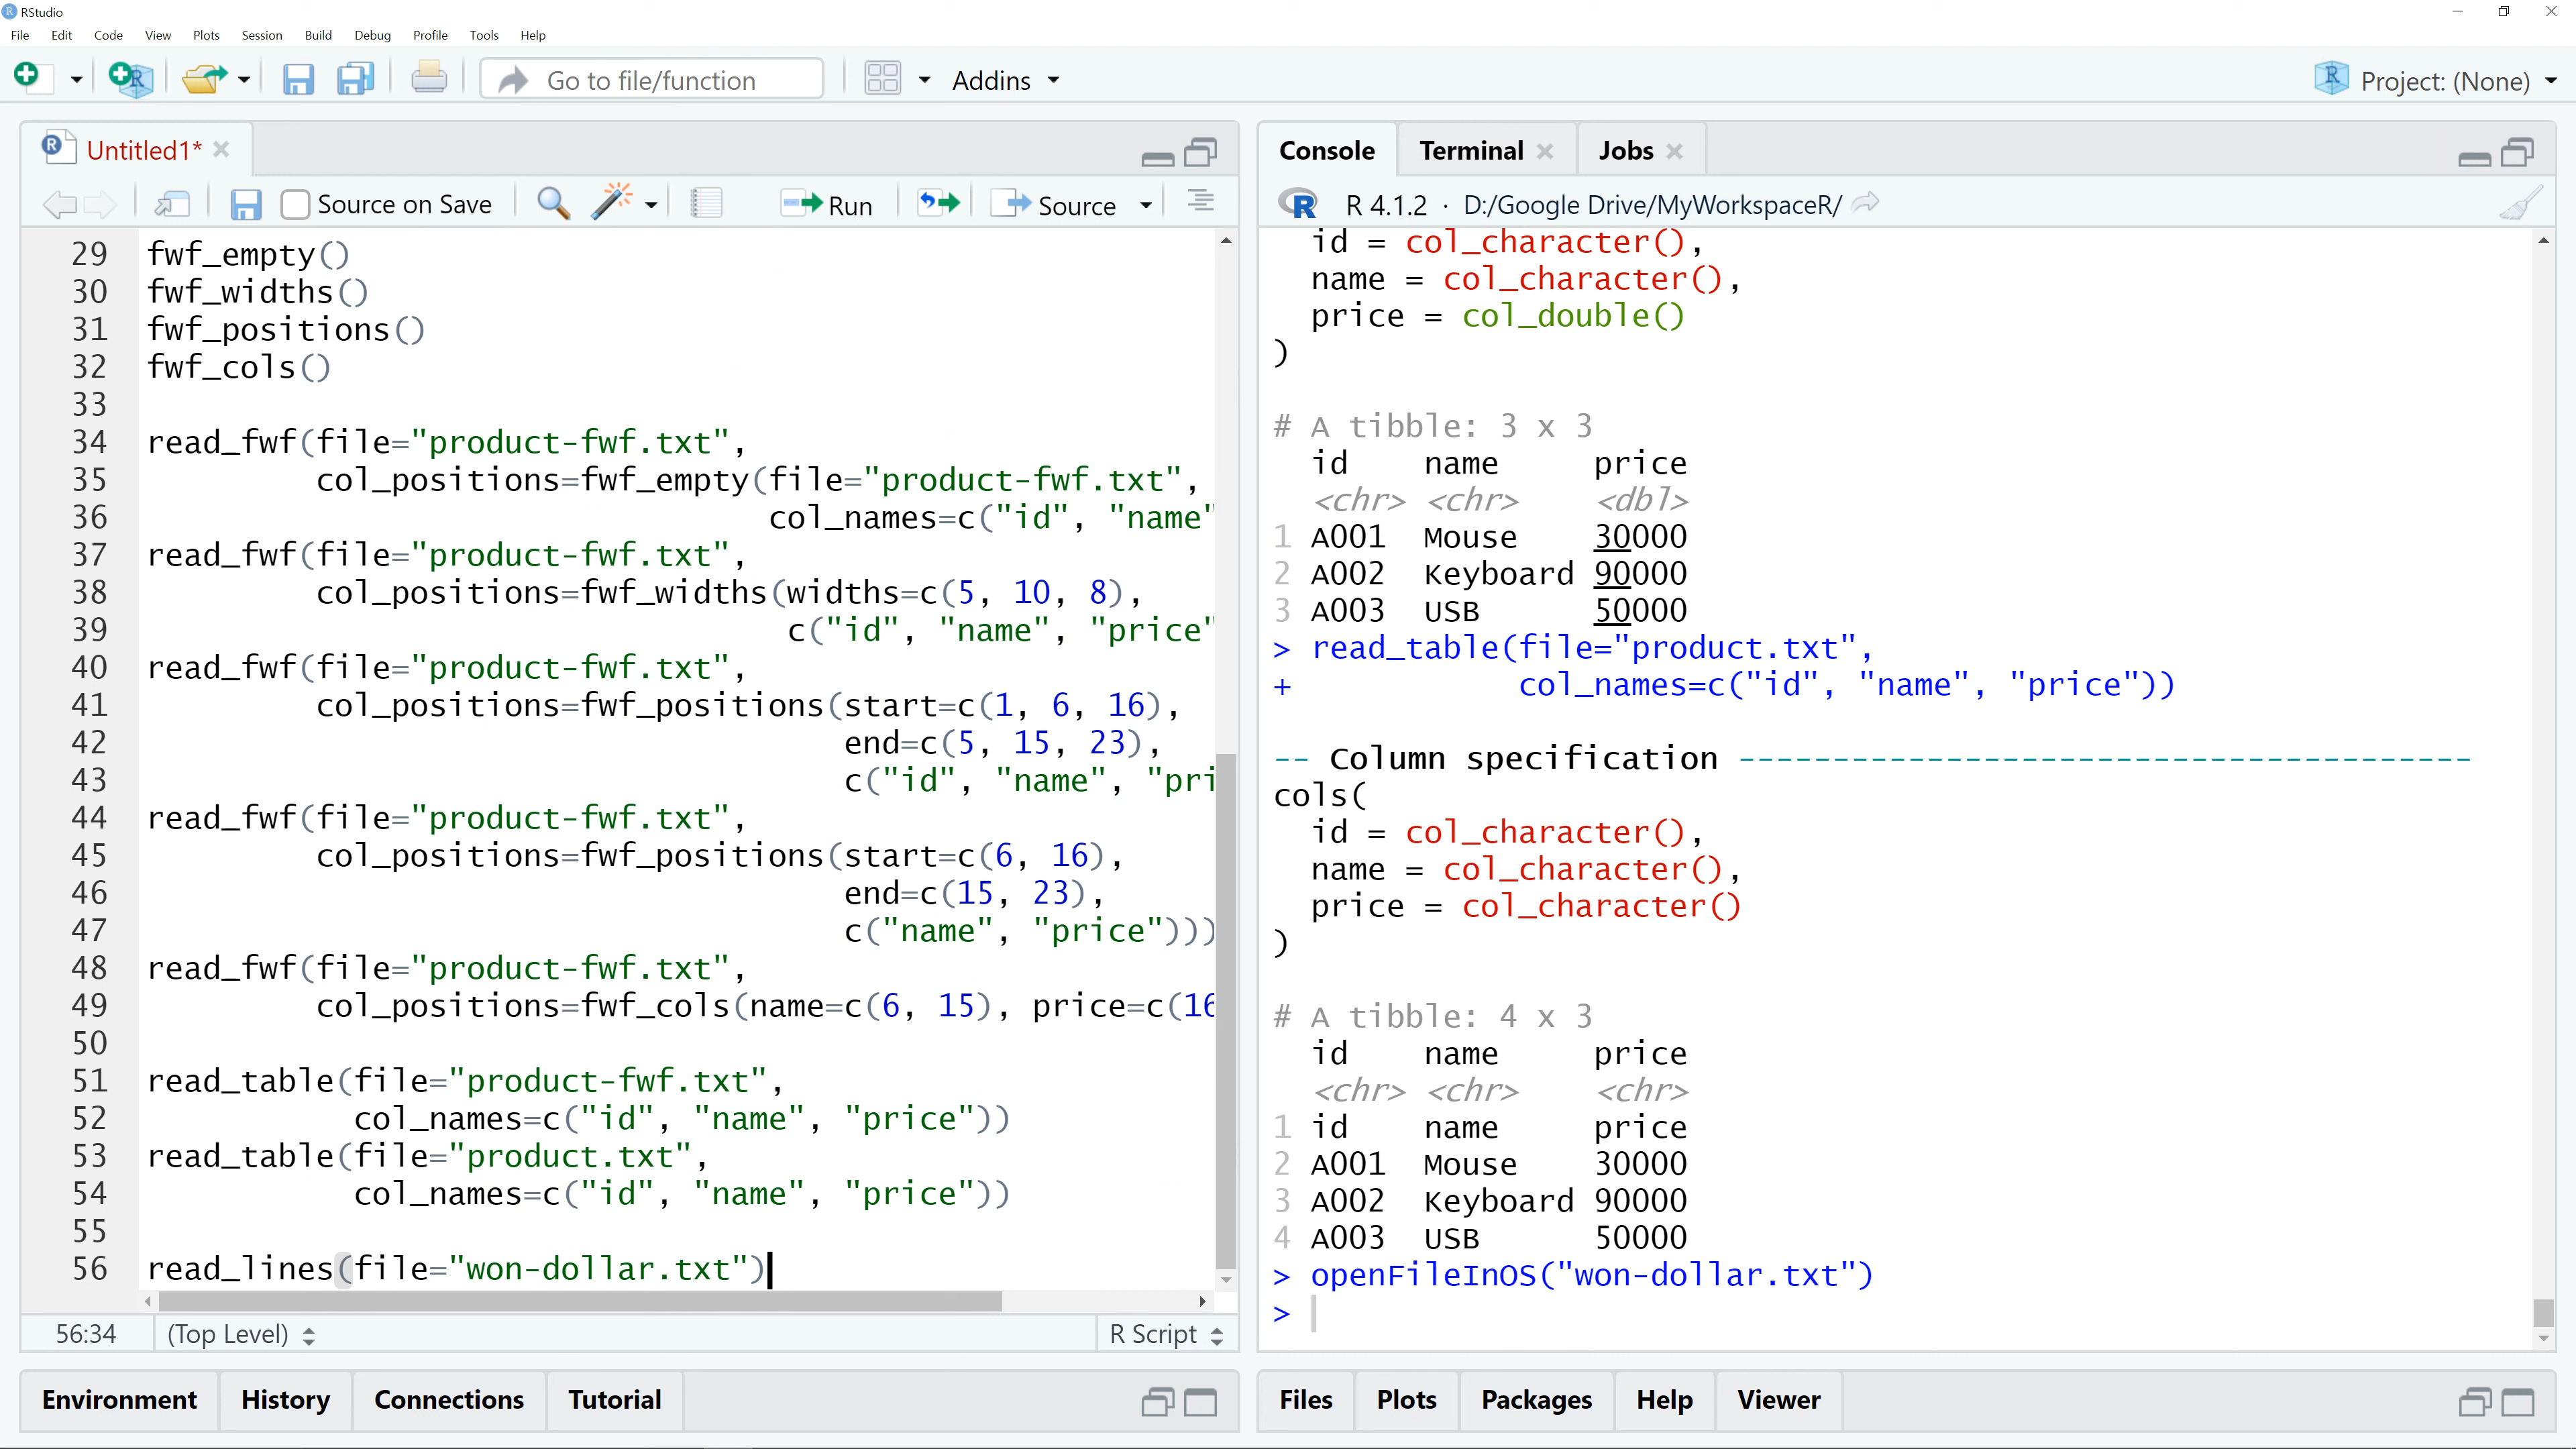 RStudio
File Edit Code View Plots Session Build Debug Profile Tools Help
Go to file/function Addins Project: (None)
Untitled1*
Source on Save Run Source
29 fwf_empty()
30 fwf_widths()
31 fwf_positions()
32 fwf_cols()
33
34 read_fwf(file="product-fwf.txt",
35 col_positions=fwf_empty(file="product-fwf.txt",
36 col_names=c("id", "name"
37 read_fwf(file="product-fwf.txt",
38 col_positions=fwf_widths(widths=c(5, 10, 8),
39 c("id", "name", "price"
40 read_fwf(file="product-fwf.txt",
41 col_positions=fwf_positions(start=c(1, 6, 16),
42 end=c(5, 15, 23),
43 c("id", "name", "pri
44 read_fwf(file="product-fwf.txt",
45 col_positions=fwf_positions(start=c(6, 16),
46 end=c(15, 23),
47 c("name", "price")))
48 read_fwf(file="product-fwf.txt",
49 col_positions=fwf_cols(name=c(6, 15), price=c(16
50
51 read_table(file="product-fwf.txt",
52 col_names=c("id", "name", "price"))
53 read_table(file="product.txt",
54 col_names=c("id", "name", "price"))
55
56 read_lines(file="won-dollar.txt")
56:34 (Top Level) R Script
Environment History Connections Tutorial
Console Terminal Jobs
R 4.1.2 · D:/Google Drive/MyWorkspaceR/
id = col_character(),
name = col_character(),
price = col_double()
)
# A tibble: 3 x 3
id name price
<chr> <chr> <dbl>
1 A001 Mouse 30000
2 A002 Keyboard 90000
3 A003 USB 50000
> read_table(file="product.txt",
+ col_names=c("id", "name", "price"))
-- Column specification ---------------------------------------
cols(
id = col_character(),
name = col_character(),
price = col_character()
)
# A tibble: 4 x 3
id name price
<chr> <chr> <chr>
1 id name price
2 A001 Mouse 30000
3 A002 Keyboard 90000
4 A003 USB 50000
> openFileInOS("won-dollar.txt")
>
Files Plots Packages Help Viewer